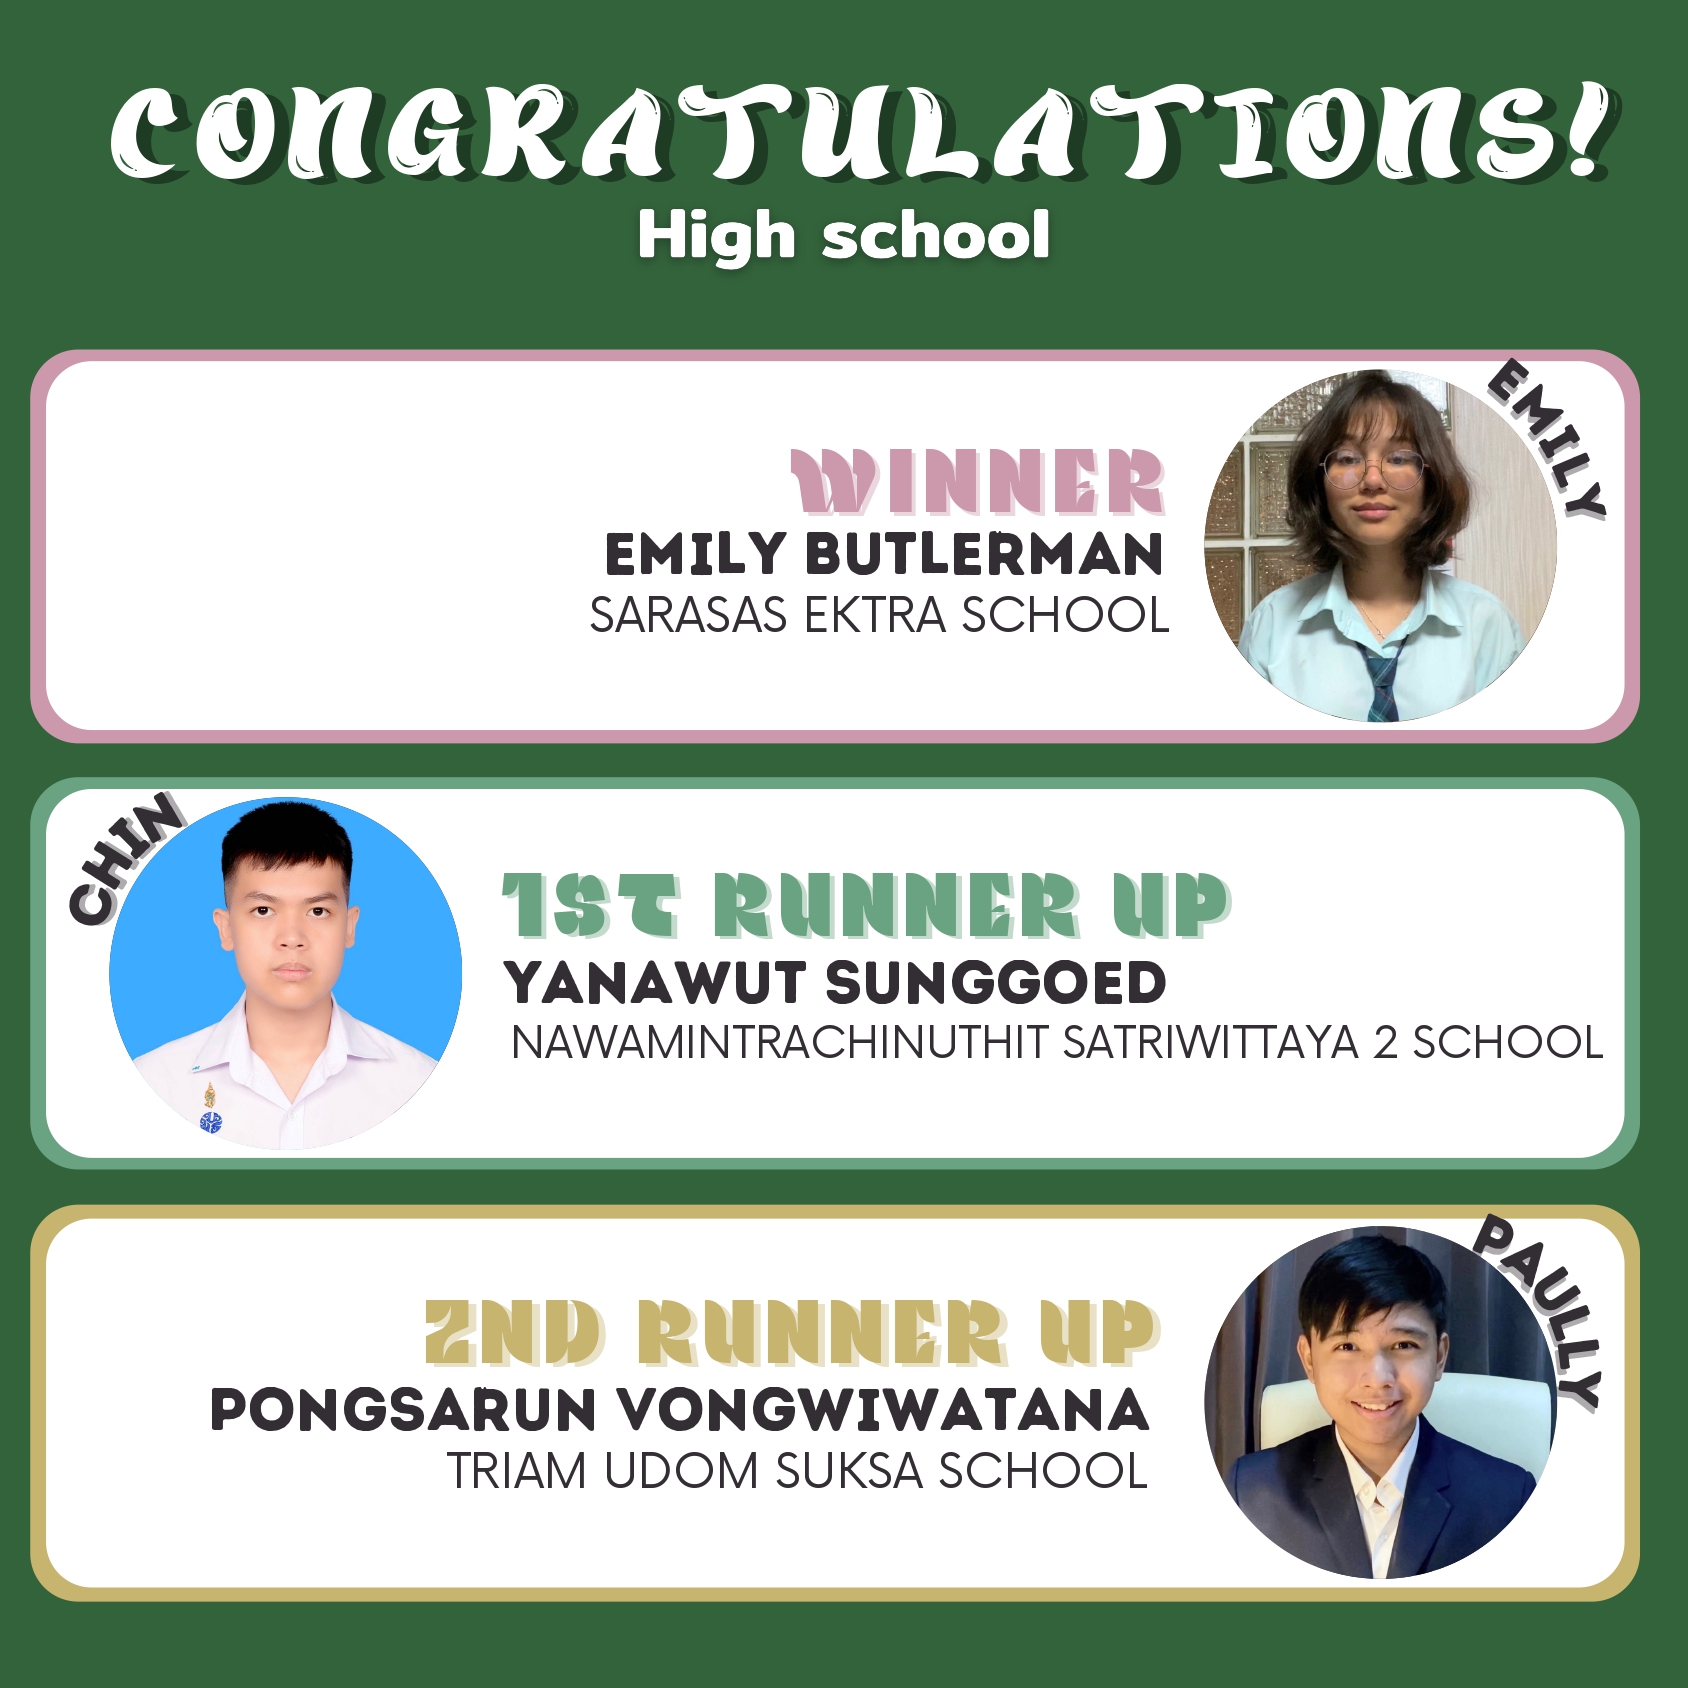 CONGRATULATIONS!
High school
EMILY
WINNER
EMILY BUTLERMAN
SARASAS EKTRA SCHOOL
CHIN
1ST RUNNER UP
YANAWUT SUNGGOED
NAWAMINTRACHINUTHIT SATRIWITTAYA 2 SCHOOL
PAULLY
2ND RUNNER UP
PONGSARUN VONGWIWATANA
TRIAM UDOM SUKSA SCHOOL